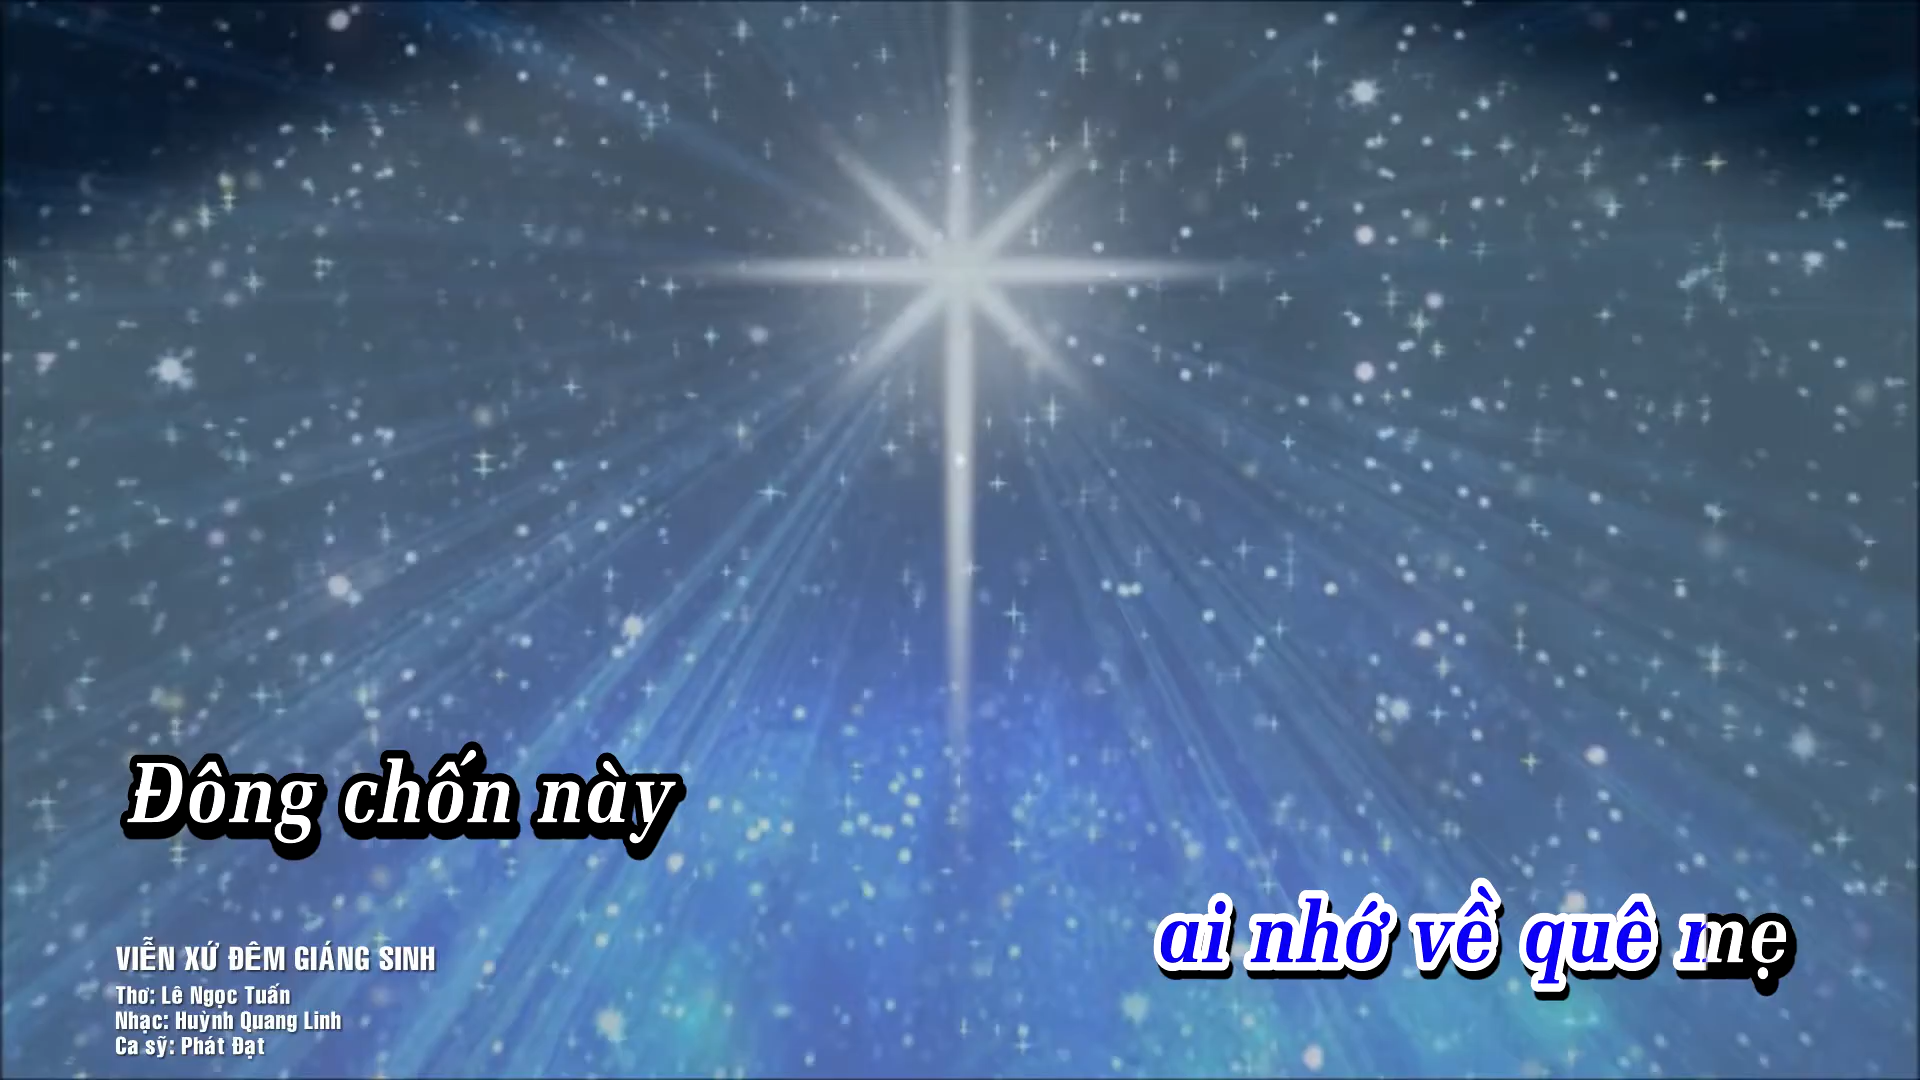 Đông chốn này
ai nhớ về quê mẹ
VIỄN XỨ ĐÊM GIÁNG SINH
Thơ: Lê Ngọc Tuấn
Nhạc: Huỳnh Quang Linh
Ca sỹ: Phát Đạt